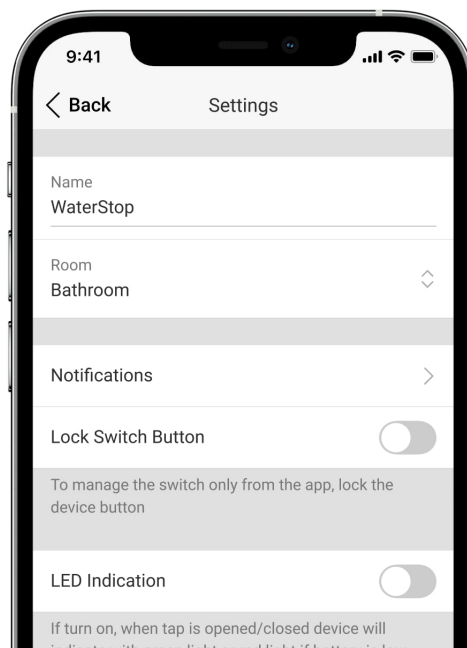 9:41
Back
Settings
Name
WaterStop
Room
Bathroom
Notifications
Lock Switch Button
To manage the switch only from the app, lock the
device button
LED Indication
If turn on, when tap is opened/closed device will